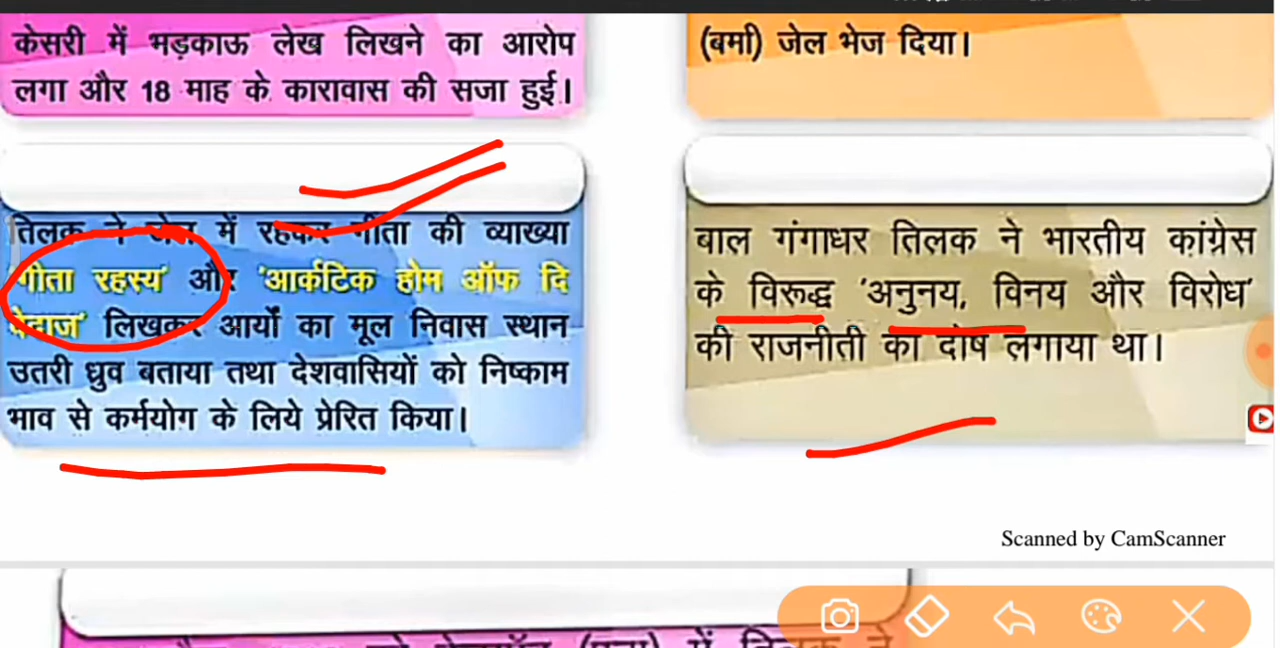 केसरी में भड़काऊ लेख लिखने का आरोप
लगा और 18 माह के कारावास की सजा हुई।
(बर्मा) जेल भेज दिया।
तिलक ने जेल में रहकर गीता की व्याख्या
'गीता रहस्य' और 'आर्कटिक होम ऑफ दि
वेदाज' लिखकर आर्यों का मूल निवास स्थान
उतरी ध्रुव बताया तथा देशवासियों को निष्काम
भाव से कर्मयोग के लिये प्रेरित किया।
बाल गंगाधर तिलक ने भारतीय कांग्रेस
के विरूद्ध 'अनुनय, विनय और विरोध'
की राजनीती का दोष लगाया था।
Scanned by CamScanner
(पूना) में तिलक ने